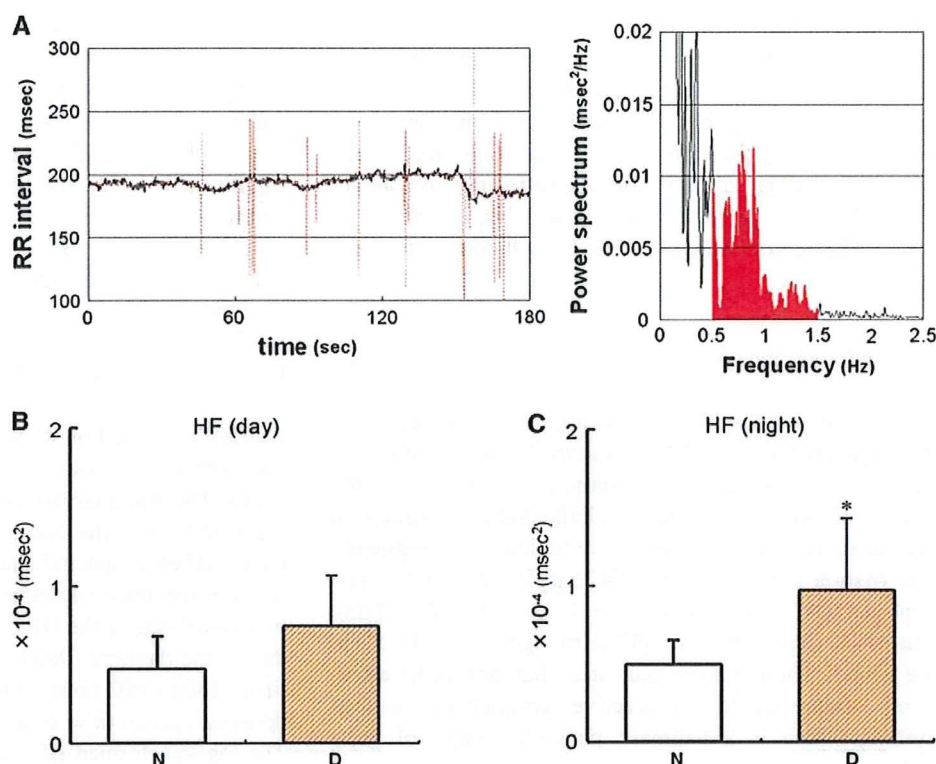 A
RR interval (msec)
300
250
200
150
100
0
60
120
180
time (sec)
Power spectrum (msec²/Hz)
0.02
0.015
0.01
0.005
0
0
0.5
1
1.5
2
2.5
Frequency (Hz)
B
HF (day)
× 10⁻⁴ (msec²)
2
1
0
N
D
C
HF (night)
× 10⁻⁴ (msec²)
2
1
0
*
N
D